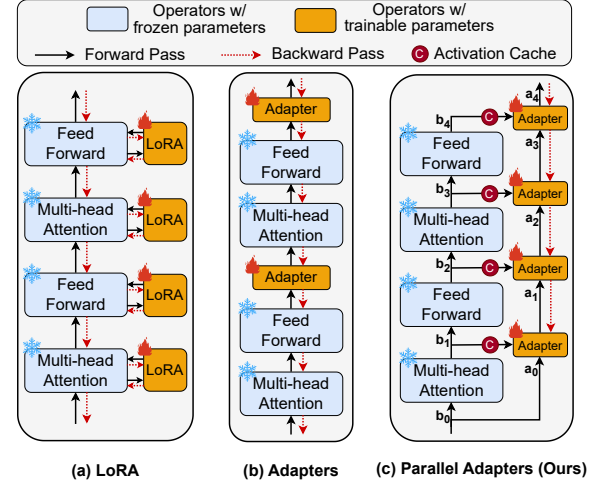 Operators w/
frozen parameters
Operators w/
trainable parameters
Forward Pass
Backward Pass
C Activation Cache
Feed
Forward
LoRA
Multi-head
Attention
LoRA
Feed
Forward
LoRA
Multi-head
Attention
LoRA
(a) LoRA
Adapter
Feed
Forward
Multi-head
Attention
Adapter
Feed
Forward
Multi-head
Attention
(b) Adapters
a4
b4
C
Adapter
Feed
Forward
a3
b3
C
Adapter
Multi-head
Attention
a2
b2
C
Adapter
Feed
Forward
a1
b1
C
Adapter
Multi-head
Attention
a0
b0
(c) Parallel Adapters (Ours)